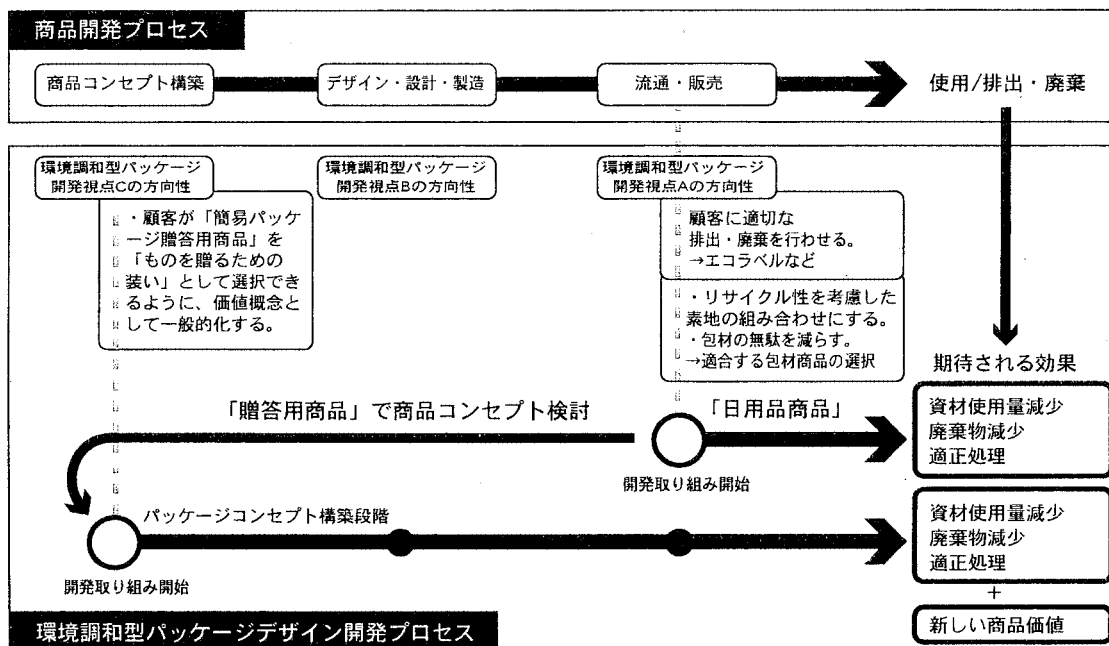 商品開発プロセス
商品コンセプト構築
デザイン・設計・製造
流通・販売
使用/排出・廃棄
環境調和型パッケージ
開発視点Cの方向性
環境調和型パッケージ
開発視点Bの方向性
環境調和型パッケージ
開発視点Aの方向性
・顧客が「簡易パッケ
ージ贈答用商品」を
「ものを贈るための
装い」として選択でき
るように、価値概念と
して一般的化する。
顧客に適切な
排出・廃棄を行わせる。
→エコラベルなど
・リサイクル性を考慮した
素地の組み合わせにする。
・包材の無駄を減らす。
→適合する包材商品の選択
期待される効果
「贈答用商品」で商品コンセプト検討
「日用品商品」
資材使用量減少
廃棄物減少
適正処理
開発取り組み開始
パッケージコンセプト構築段階
資材使用量減少
廃棄物減少
適正処理
開発取り組み開始
+
新しい商品価値
環境調和型パッケージデザイン開発プロセス